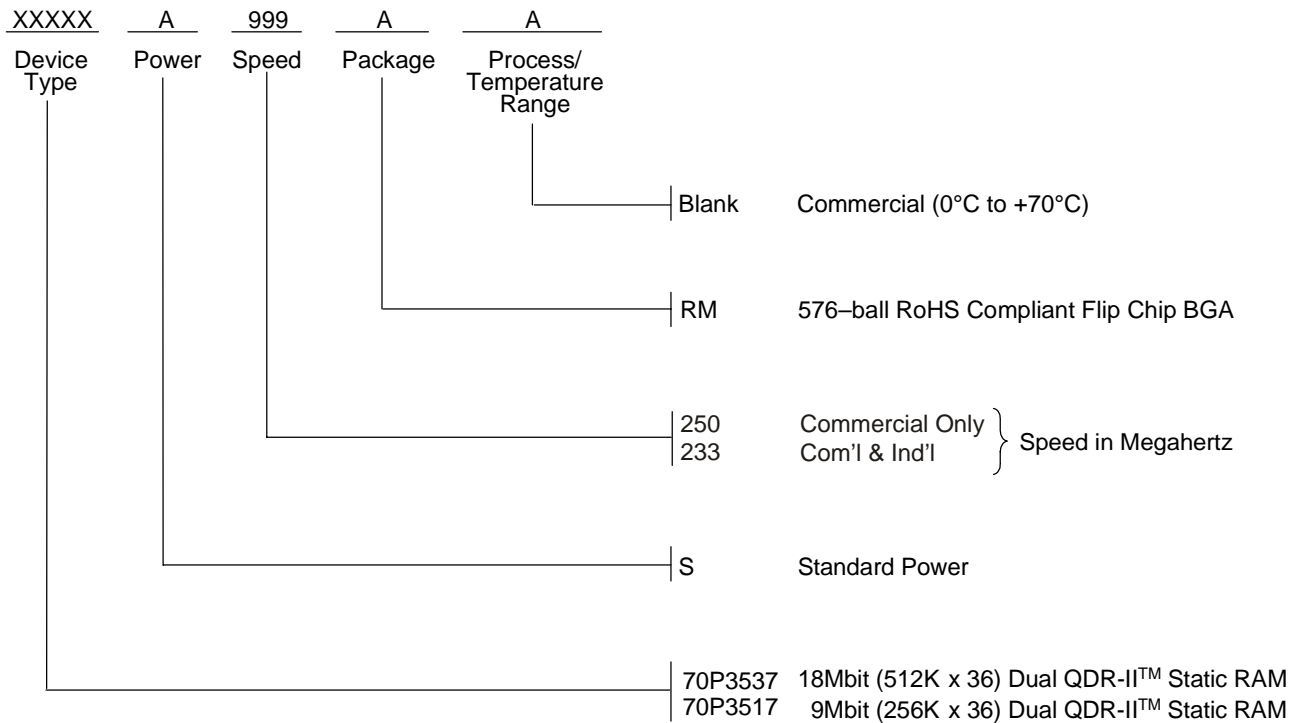 XXXXX A 999 A A
Device Type Power Speed Package Process/ Temperature Range
Blank Commercial (0°C to +70°C)
RM 576–ball RoHS Compliant Flip Chip BGA
250 Commercial Only
233 Com’l & Ind’l
Speed in Megahertz
S Standard Power
70P3537 18Mbit (512K x 36) Dual QDR-II™ Static RAM
70P3517 9Mbit (256K x 36) Dual QDR-II™ Static RAM